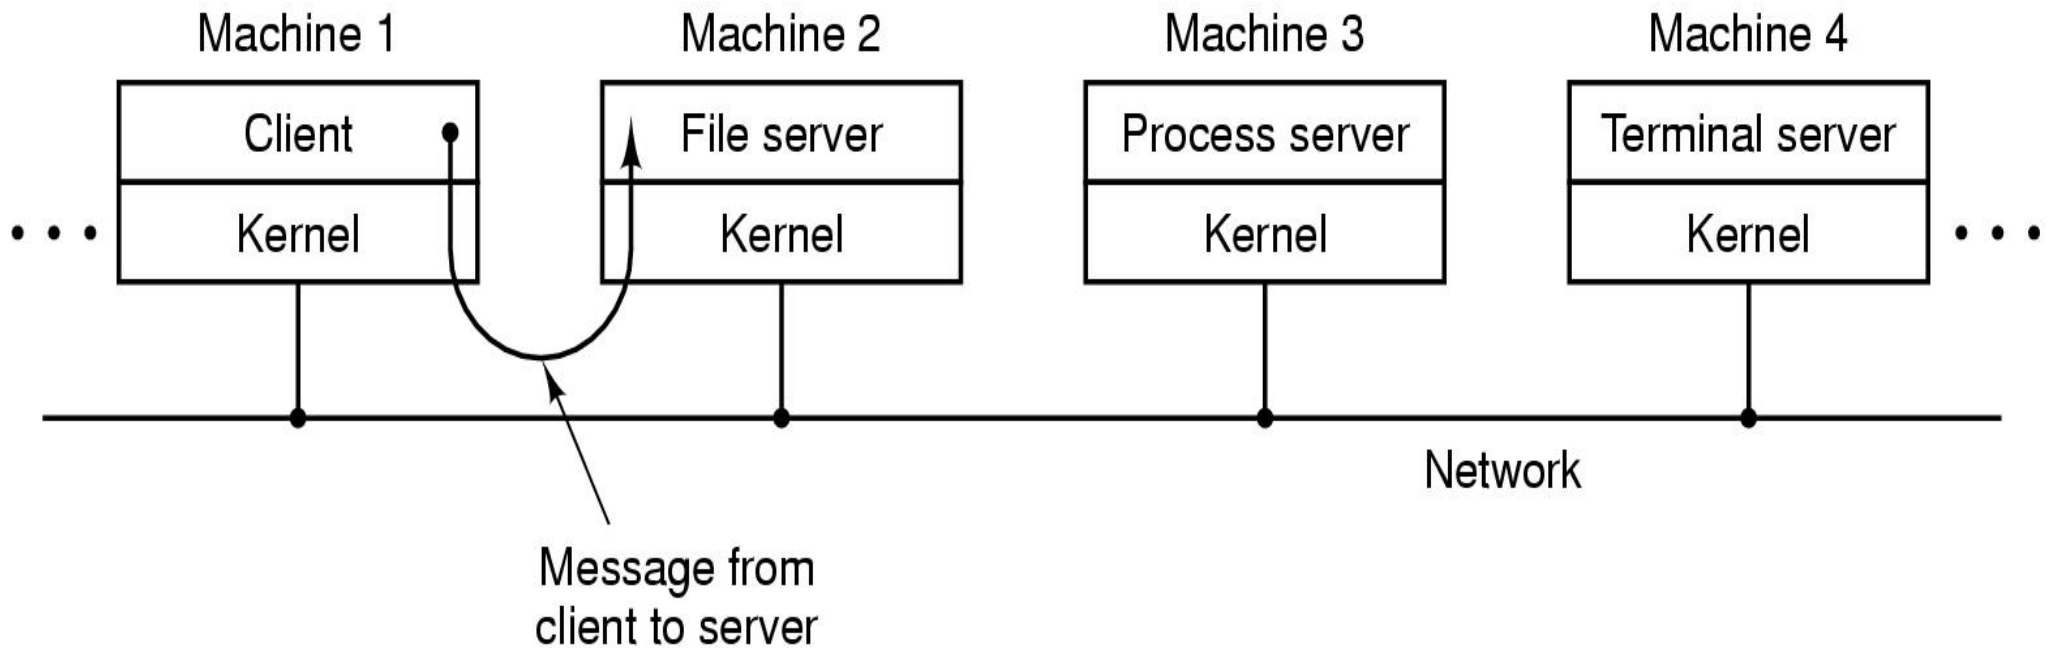 Machine 1
Machine 2
Machine 3
Machine 4
Client
File server
Process server
Terminal server
Kernel
Kernel
Kernel
Kernel
Network
Message from
client to server